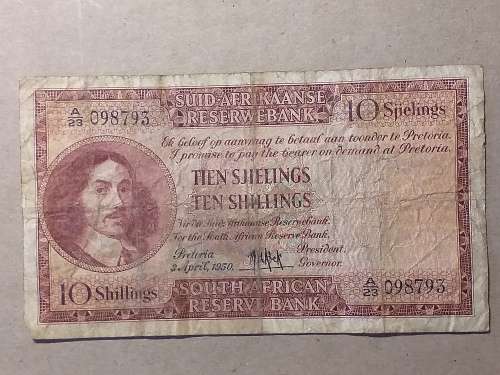 SUID-AFRIKAANSE
RESERWEBANK
A/23 098793
10 Sjielings
Ek beloof op aanvraag te betaal aan toonder te Pretoria.
I promise to pay the bearer on demand at Pretoria.
TIEN SJIELINGS
TEN SHILLINGS
Vir die Suid-Afrikaanse Reserwebank.
For the South African Reserve Bank.
Pretoria
President.
2 April, 1950.
Governor.
10 Shillings
SOUTH AFRICAN
RESERVE BANK
A/23 098793